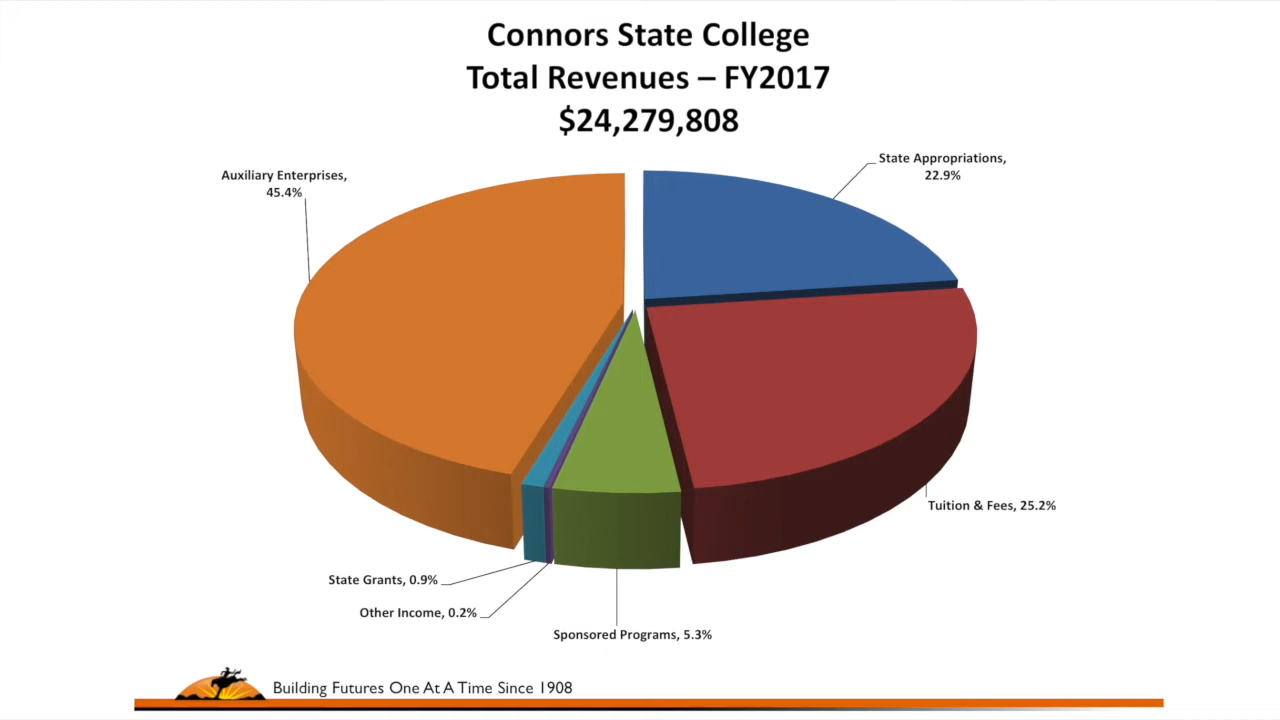 Connors State College
Total Revenues – FY2017
$24,279,808
State Appropriations,
22.9%
Auxiliary Enterprises,
45.4%
Tuition & Fees, 25.2%
State Grants, 0.9%
Other Income, 0.2%
Sponsored Programs, 5.3%
Building Futures One At A Time Since 1908